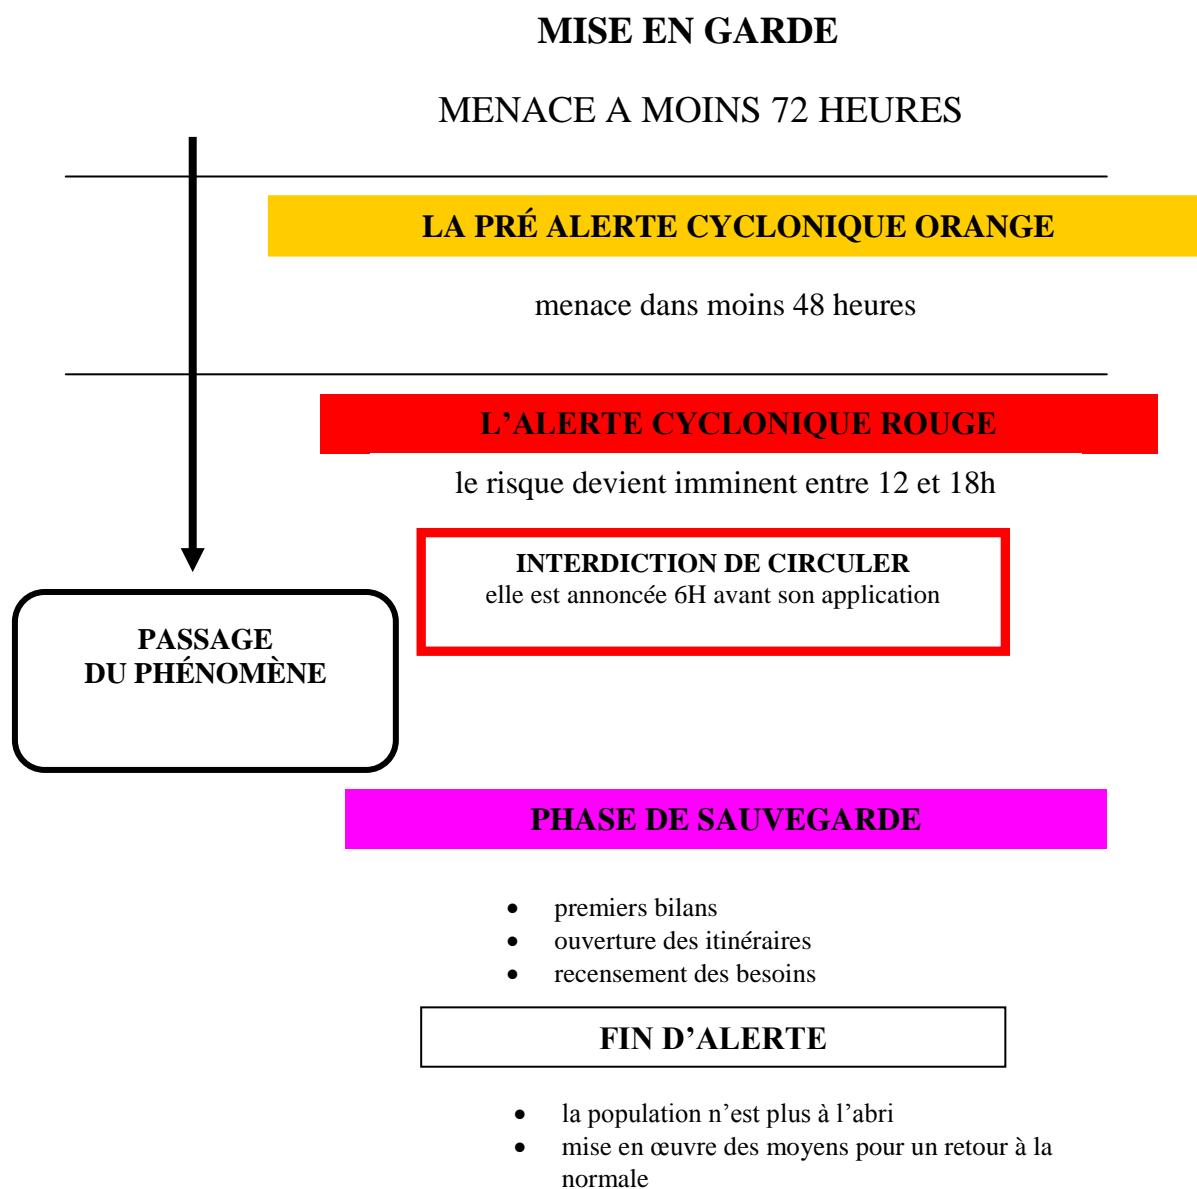 MISE EN GARDE
MENACE A MOINS 72 HEURES
LA PRÉ ALERTE CYCLONIQUE ORANGE
menace dans moins 48 heures
L’ALERTE CYCLONIQUE ROUGE
le risque devient imminent entre 12 et 18h
INTERDICTION DE CIRCULER
elle est annoncée 6H avant son application
PASSAGE
DU PHÉNOMÈNE
PHASE DE SAUVEGARDE
• premiers bilans
• ouverture des itinéraires
• recensement des besoins
FIN D’ALERTE
• la population n’est plus à l’abri
• mise en œuvre des moyens pour un retour à la
normale